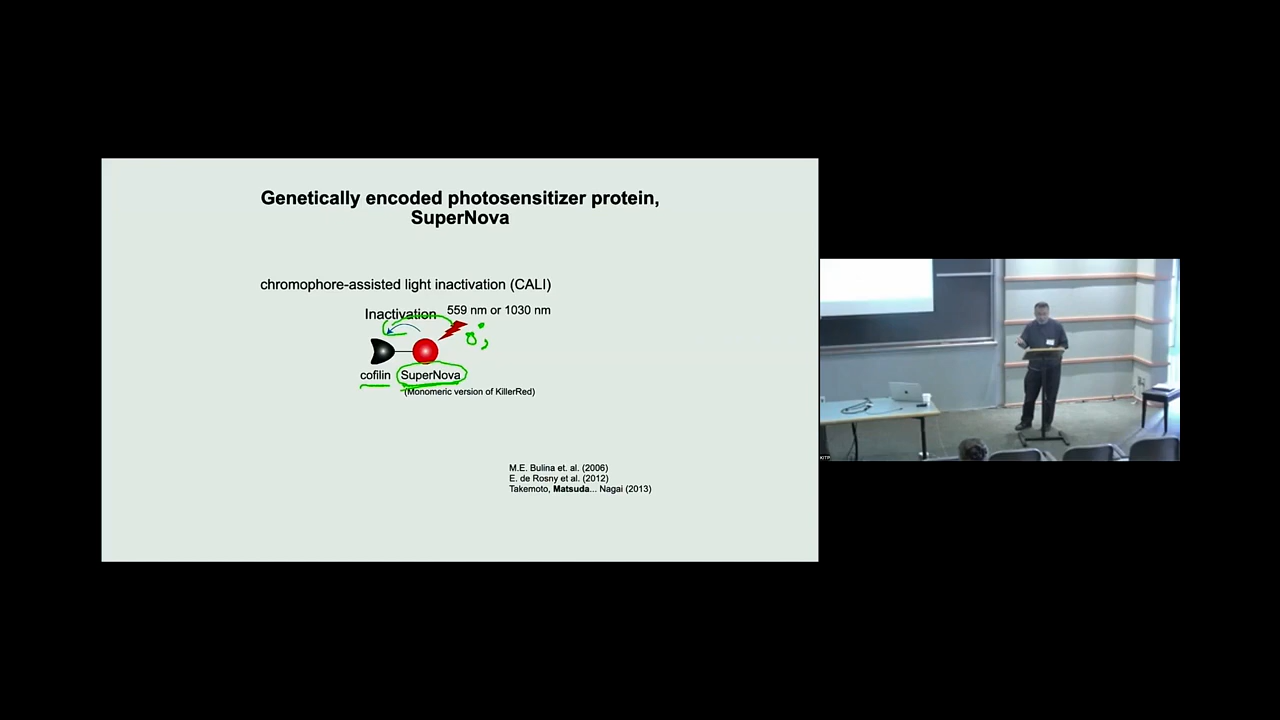 Genetically encoded photosensitizer protein,
SuperNova
chromophore-assisted light inactivation (CALI)
Inactivation
559 nm or 1030 nm
cofilin
SuperNova
(Monomeric version of KillerRed)
M.E. Bulina et. al. (2006)
E. de Rosny et al. (2012)
Takemoto, Matsuda... Nagai (2013)
KITP